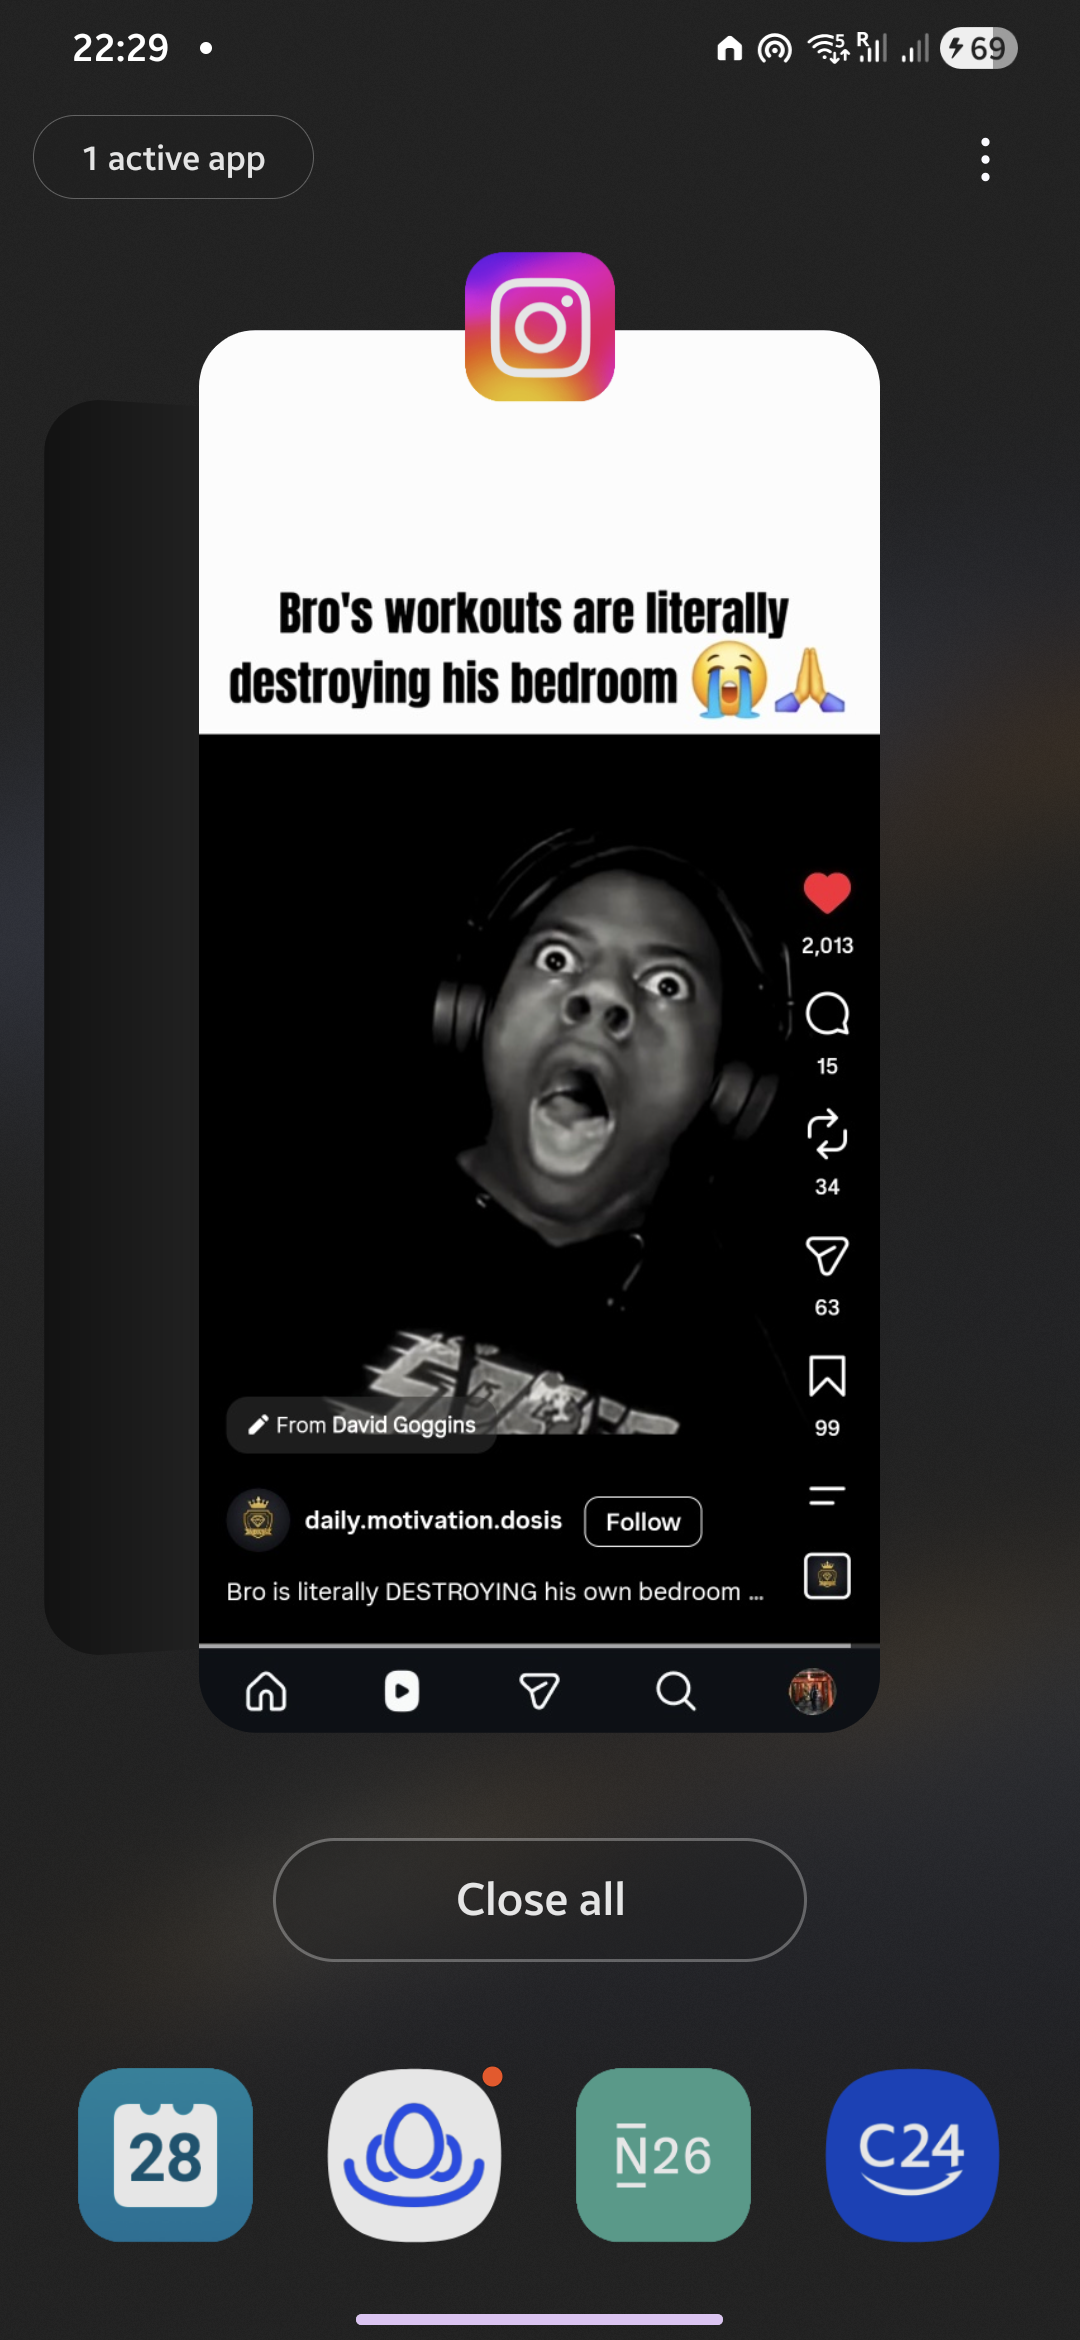 22:29
5
R
69
1 active app
Bro's workouts are literally
destroying his bedroom 😭🙏
2,013
15
34
63
From David Goggins
99
daily.motivation.dosis
Follow
Bro is literally DESTROYING his own bedroom ...
Close all
28
N26
C24